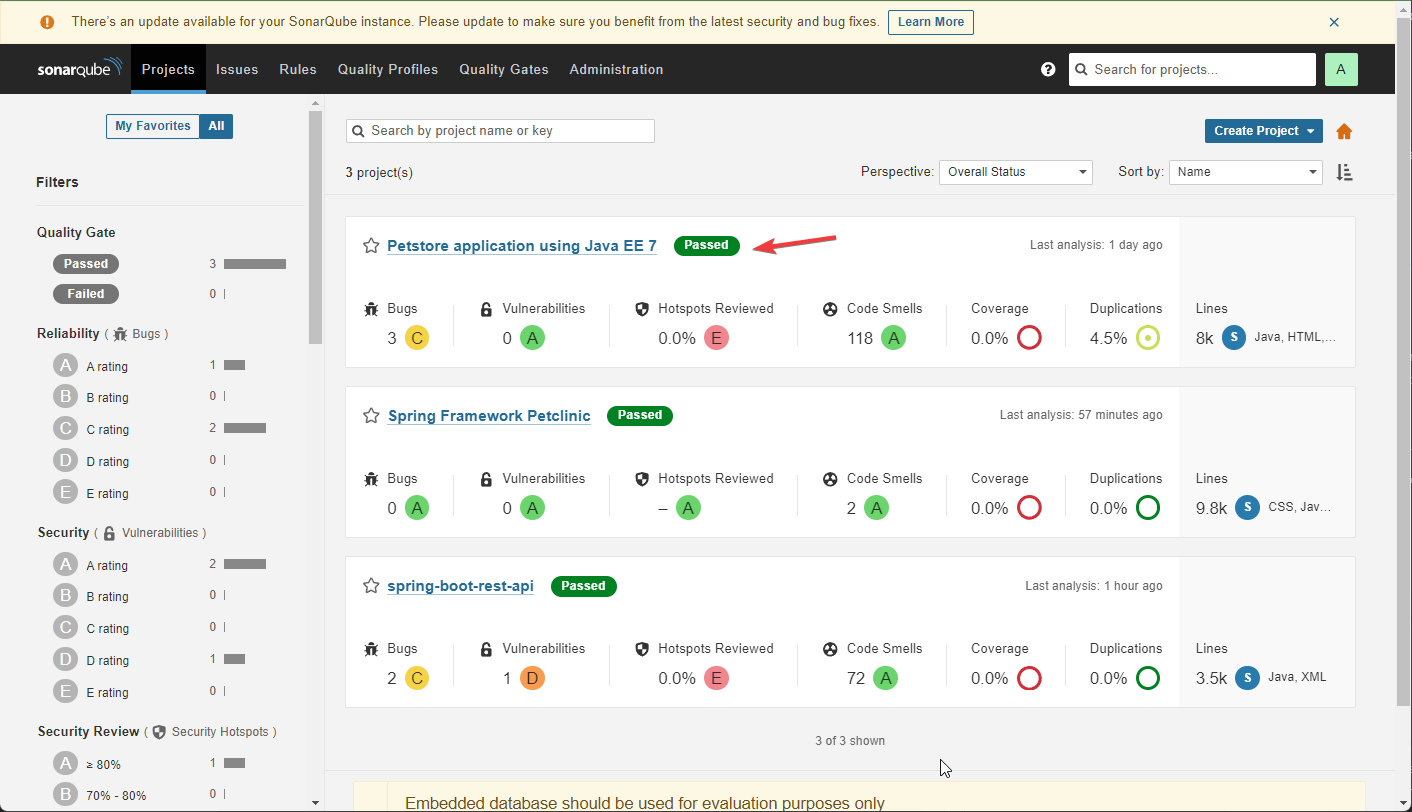 There's an update available for your SonarQube instance. Please update to make sure you benefit from the latest security and bug fixes. Learn More
sonarqube Projects Issues Rules Quality Profiles Quality Gates Administration ? Search for projects... A
My Favorites All
Filters
Quality Gate
Passed 3
Failed 0
Reliability ( Bugs )
A A rating 1
B B rating 0
C C rating 2
D D rating 0
E E rating 0
Security ( Vulnerabilities )
A A rating 2
B B rating 0
C C rating 0
D D rating 1
E E rating 0
Security Review ( Security Hotspots )
A ≥ 80% 1
B 70% - 80% 0
Search by project name or key Create Project
3 project(s) Perspective: Overall Status Sort by: Name
Petstore application using Java EE 7 Passed Last analysis: 1 day ago
Bugs Vulnerabilities Hotspots Reviewed Code Smells Coverage Duplications Lines
3 C 0 A 0.0% E 118 A 0.0% 4.5% 8k S Java, HTML,...
Spring Framework Petclinic Passed Last analysis: 57 minutes ago
Bugs Vulnerabilities Hotspots Reviewed Code Smells Coverage Duplications Lines
0 A 0 A – A 2 A 0.0% 0.0% 9.8k S CSS, Jav...
spring-boot-rest-api Passed Last analysis: 1 hour ago
Bugs Vulnerabilities Hotspots Reviewed Code Smells Coverage Duplications Lines
2 C 1 D 0.0% E 72 A 0.0% 0.0% 3.5k S Java, XML
3 of 3 shown
Embedded database should be used for evaluation purposes only